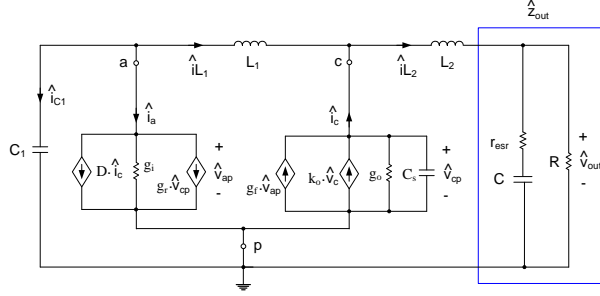 ẑout
a
îL1
L1
c
îL2
L2
îC1
îa
îc
C1
D·îc
gi
gr·v̂cp
+
v̂ap
-
gf·v̂ap
ko·v̂c
go
Cs
+
v̂cp
-
resr
C
R
+
v̂out
-
p